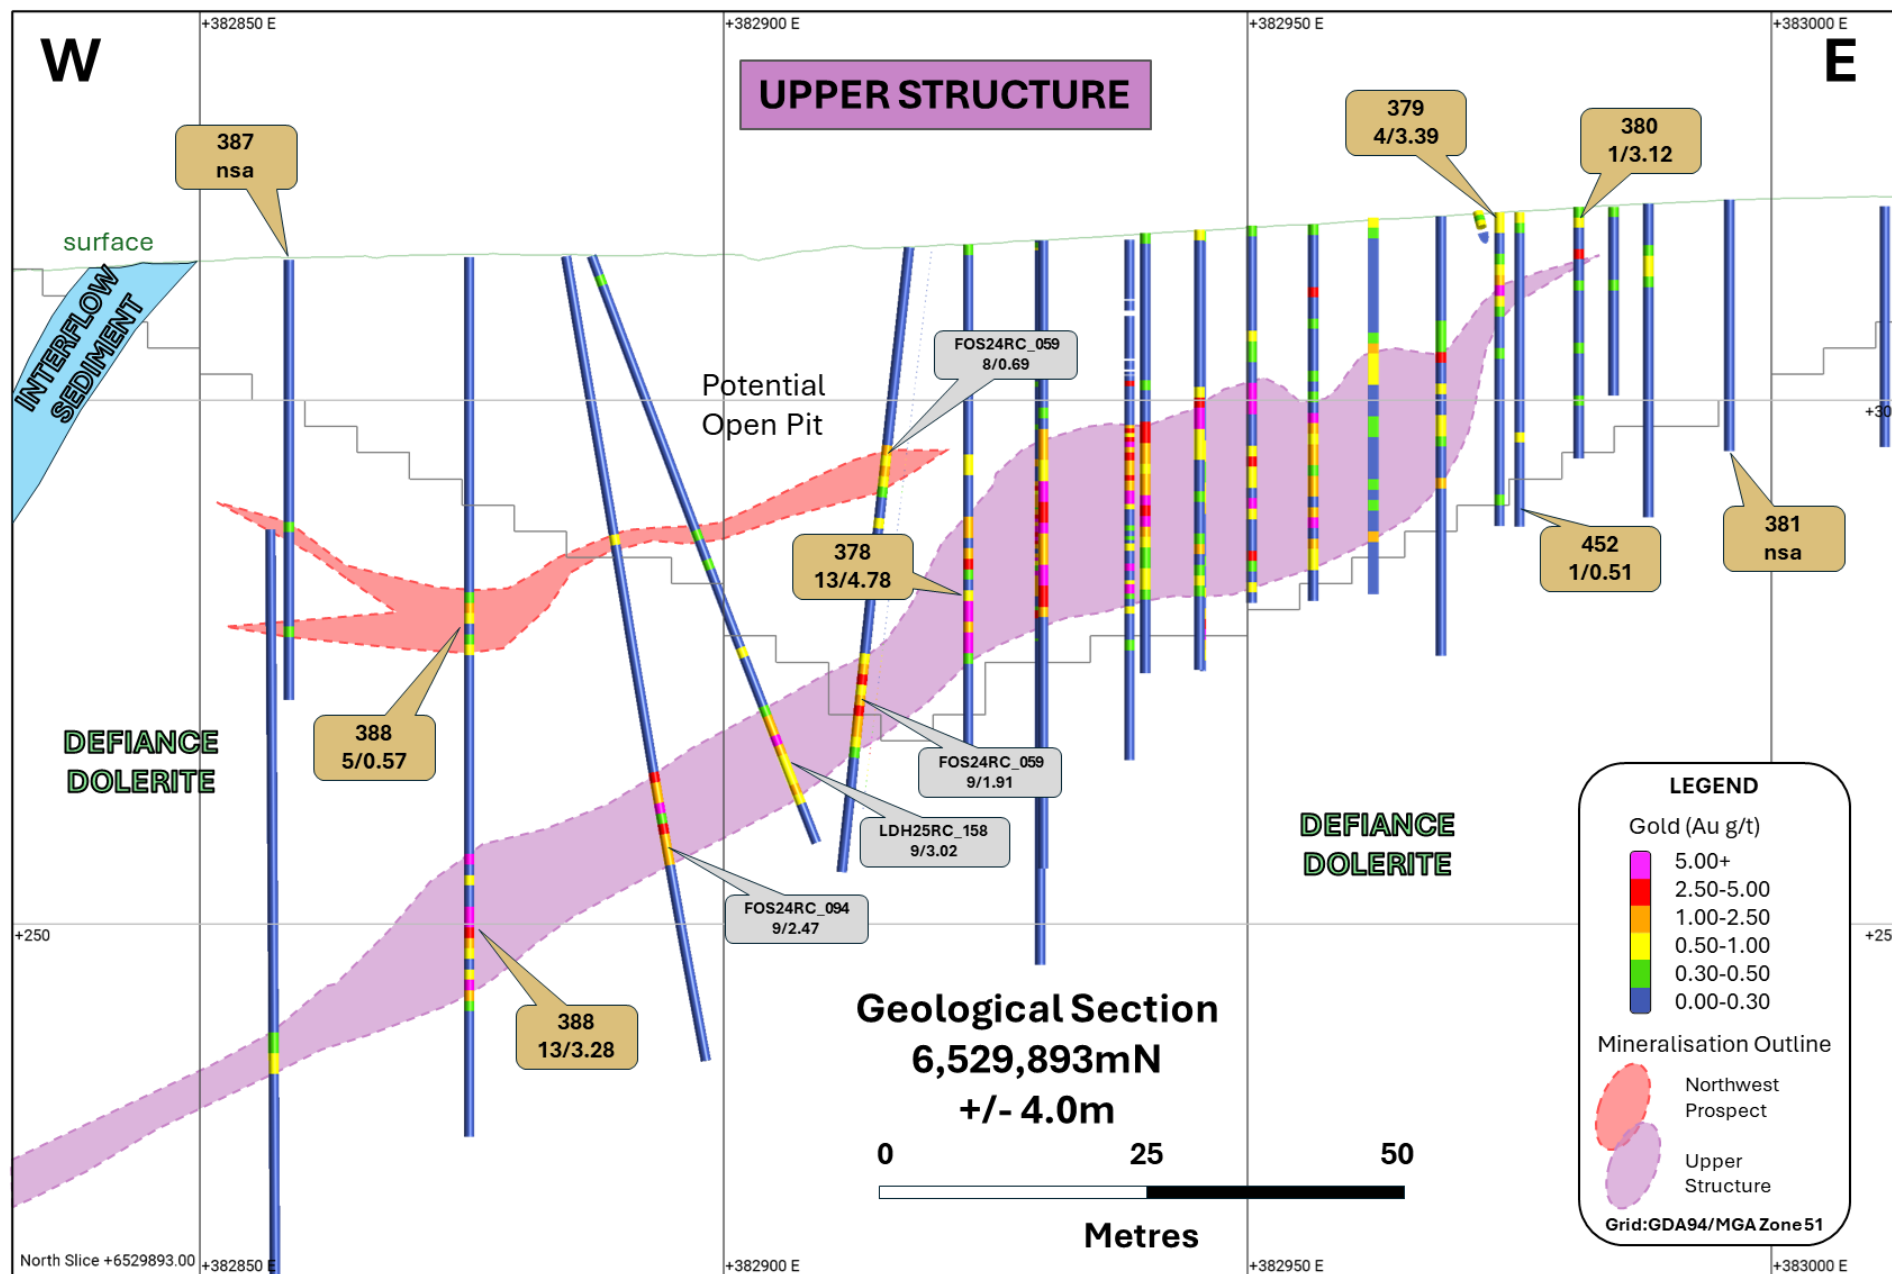 +382850 E
+382900 E
+382950 E
+383000 E
W
E
UPPER STRUCTURE
387
nsa
379
4/3.39
380
1/3.12
surface
INTERFLOW
SEDIMENT
FOS24RC_059
8/0.69
Potential
Open Pit
+30
378
13/4.78
452
1/0.51
381
nsa
388
5/0.57
DEFIANCE
DOLERITE
FOS24RC_059
9/1.91
LDH25RC_158
9/3.02
FOS24RC_094
9/2.47
DEFIANCE
DOLERITE
+250
+25
388
13/3.28
Geological Section
6,529,893mN
+/- 4.0m
0 25 50
Metres
LEGEND
Gold (Au g/t)
5.00+
2.50-5.00
1.00-2.50
0.50-1.00
0.30-0.50
0.00-0.30
Mineralisation Outline
Northwest
Prospect
Upper
Structure
Grid:GDA94/MGA Zone 51
North Slice +6529893.00
+382850 E
+382900 E
+382950 E
+383000 E